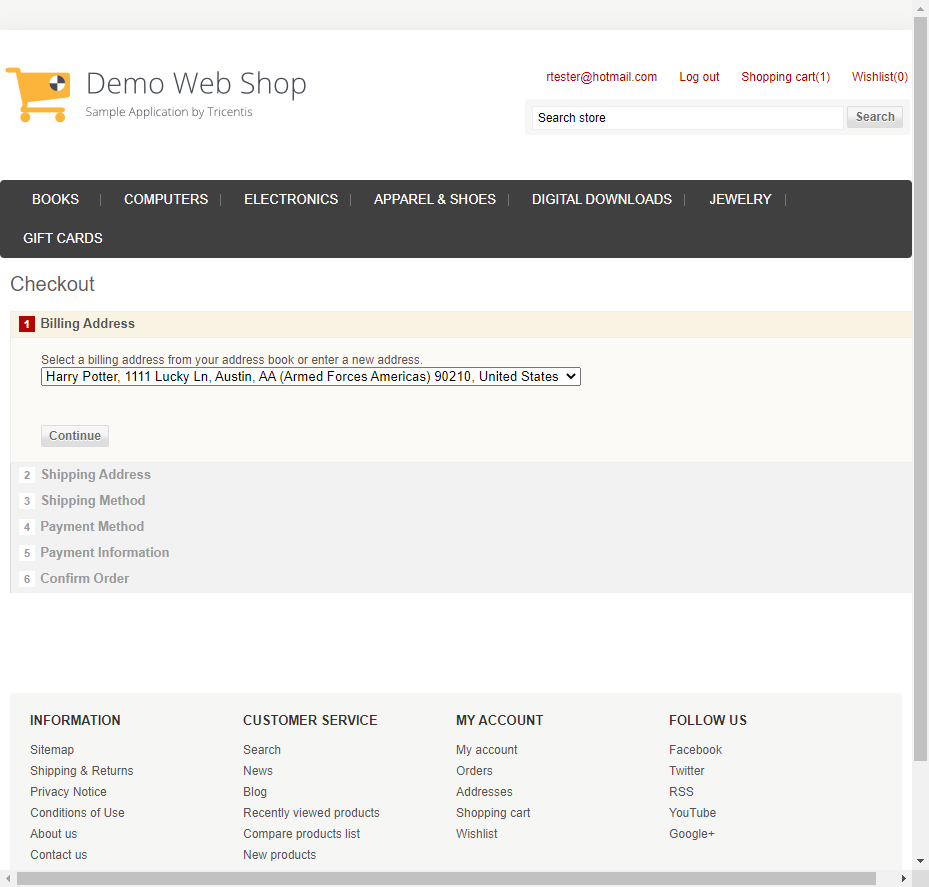 Demo Web Shop
Sample Application by Tricentis
rtester@hotmail.com Log out Shopping cart(1) Wishlist(0)
Search store Search
BOOKS | COMPUTERS | ELECTRONICS | APPAREL & SHOES | DIGITAL DOWNLOADS | JEWELRY |
GIFT CARDS
Checkout
1 Billing Address
Select a billing address from your address book or enter a new address.
Harry Potter, 1111 Lucky Ln, Austin, AA (Armed Forces Americas) 90210, United States
Continue
2 Shipping Address
3 Shipping Method
4 Payment Method
5 Payment Information
6 Confirm Order
INFORMATION
Sitemap
Shipping & Returns
Privacy Notice
Conditions of Use
About us
Contact us
CUSTOMER SERVICE
Search
News
Blog
Recently viewed products
Compare products list
New products
MY ACCOUNT
My account
Orders
Addresses
Shopping cart
Wishlist
FOLLOW US
Facebook
Twitter
RSS
YouTube
Google+